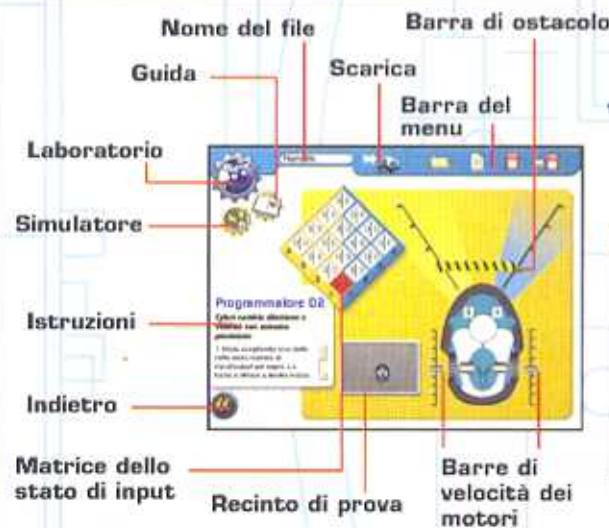 Nome del file
Barra di ostacolo
Guida
Scarica
Barra del
menu
Laboratorio
Simulatore
Programmatore 02
Istruzioni
Indietro
Matrice dello
stato di input
Recinto di prova
Barre di
velocità dei
motori